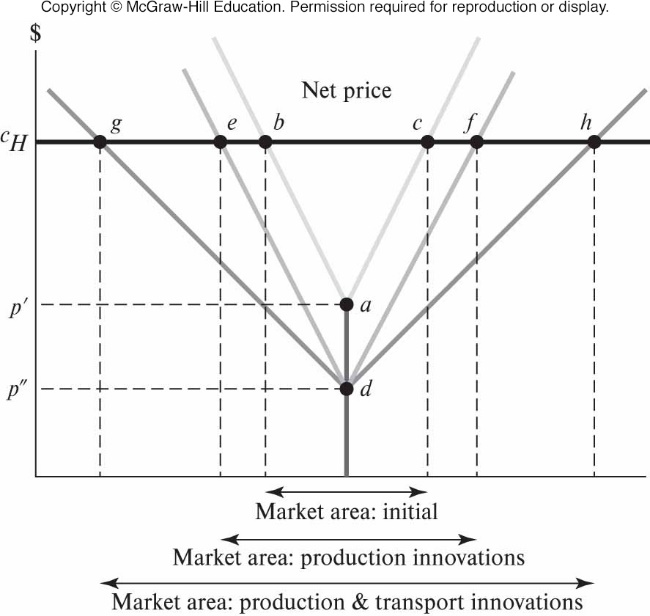 Copyright © McGraw-Hill Education. Permission required for reproduction or display.
$
Net price
g e b c f h
cH
p′ a
p″ d
Market area: initial
Market area: production innovations
Market area: production & transport innovations